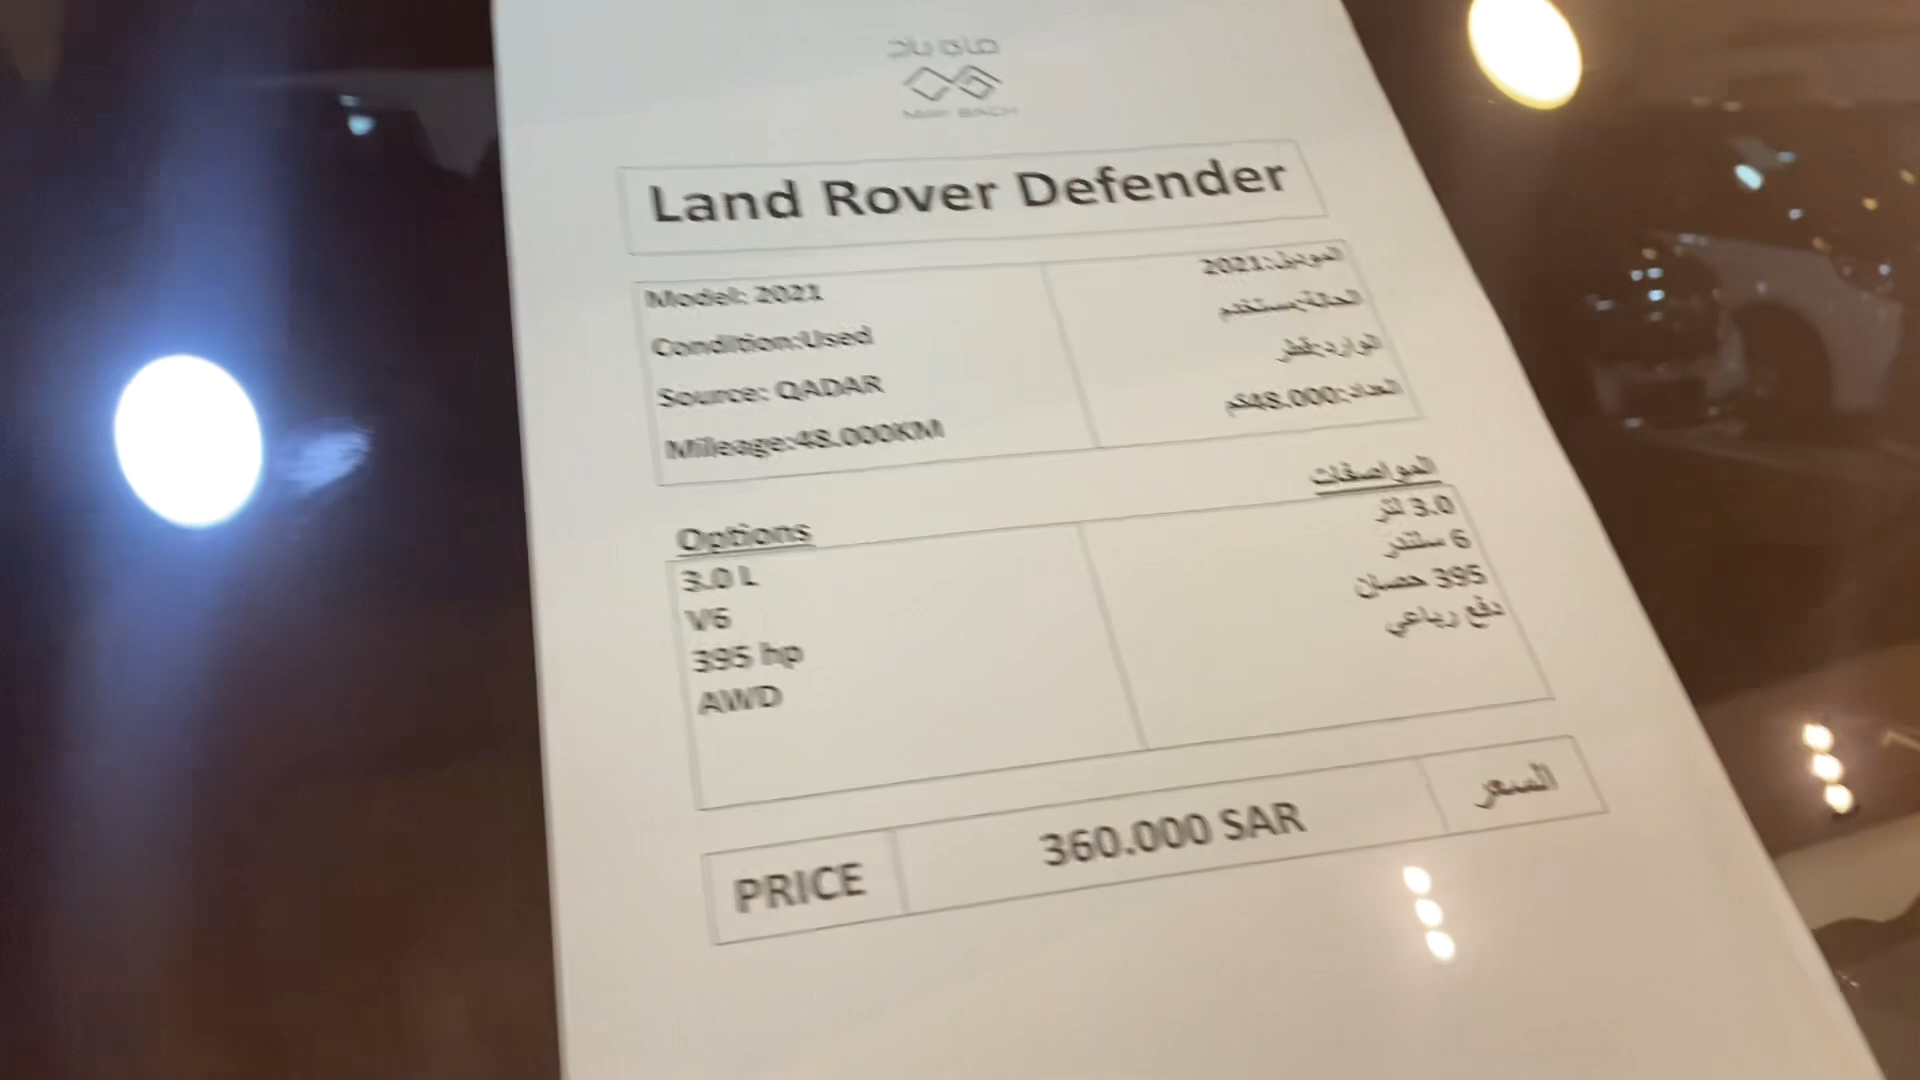 Land Rover Defender
Model: 2021
Condition:Used
Source: QADAR
Mileage:48.000KM
الموديل:2021
الحالة:مستخدم
الوارد:قطر
العداد:48.000كم
Options
3.0 L
V6
395 hp
AWD
المواصفات
3.0 لتر
6 سلندر
395 حصان
دفع رباعي
PRICE
360.000 SAR
السعر